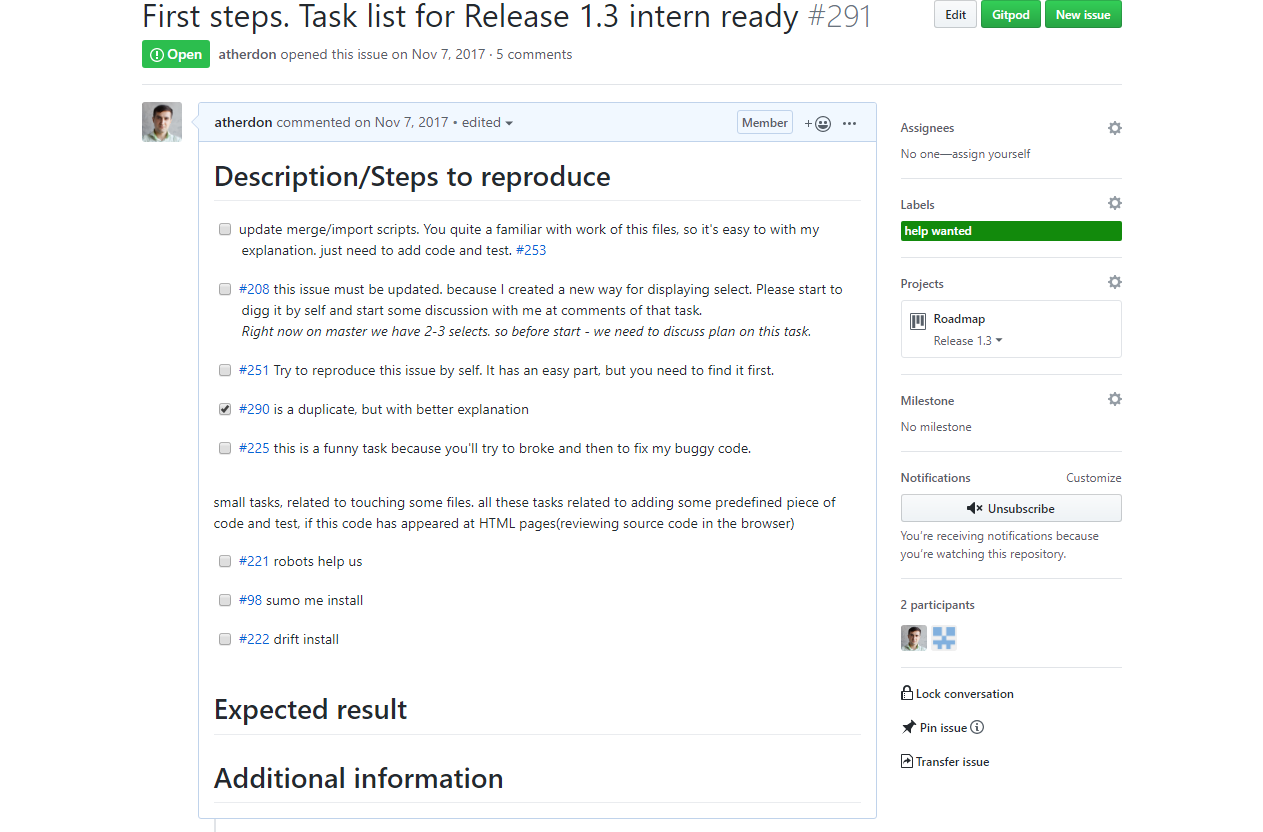 First steps. Task list for Release 1.3 intern ready #291
Edit
Gitpod
New issue
Open
atherdon opened this issue on Nov 7, 2017 · 5 comments
atherdon commented on Nov 7, 2017 • edited
Member
Description/Steps to reproduce
update merge/import scripts. You quite a familiar with work of this files, so it's easy to with my
explanation. just need to add code and test. #253
#208 this issue must be updated. because I created a new way for displaying select. Please start to
digg it by self and start some discussion with me at comments of that task.
Right now on master we have 2-3 selects. so before start - we need to discuss plan on this task.
#251 Try to reproduce this issue by self. It has an easy part, but you need to find it first.
#290 is a duplicate, but with better explanation
#225 this is a funny task because you'll try to broke and then to fix my buggy code.
small tasks, related to touching some files. all these tasks related to adding some predefined piece of
code and test, if this code has appeared at HTML pages(reviewing source code in the browser)
#221 robots help us
#98 sumo me install
#222 drift install
Expected result
Additional information
Assignees
No one—assign yourself
Labels
help wanted
Projects
Roadmap
Release 1.3
Milestone
No milestone
Notifications
Customize
Unsubscribe
You're receiving notifications because
you're watching this repository.
2 participants
Lock conversation
Pin issue
Transfer issue